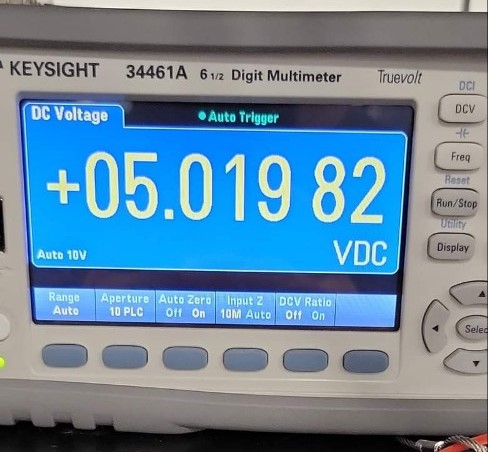 KEYSIGHT 34461A 6 1/2 Digit Multimeter Truevolt
DCI
DCV
DC Voltage Auto Trigger
Freq
+05.019 82
Reset
Run/Stop
Utility
Display
Auto 10V VDC
Range Aperture Auto Zero Input Z DCV Ratio
Auto 10 PLC Off On 10M Auto Off On